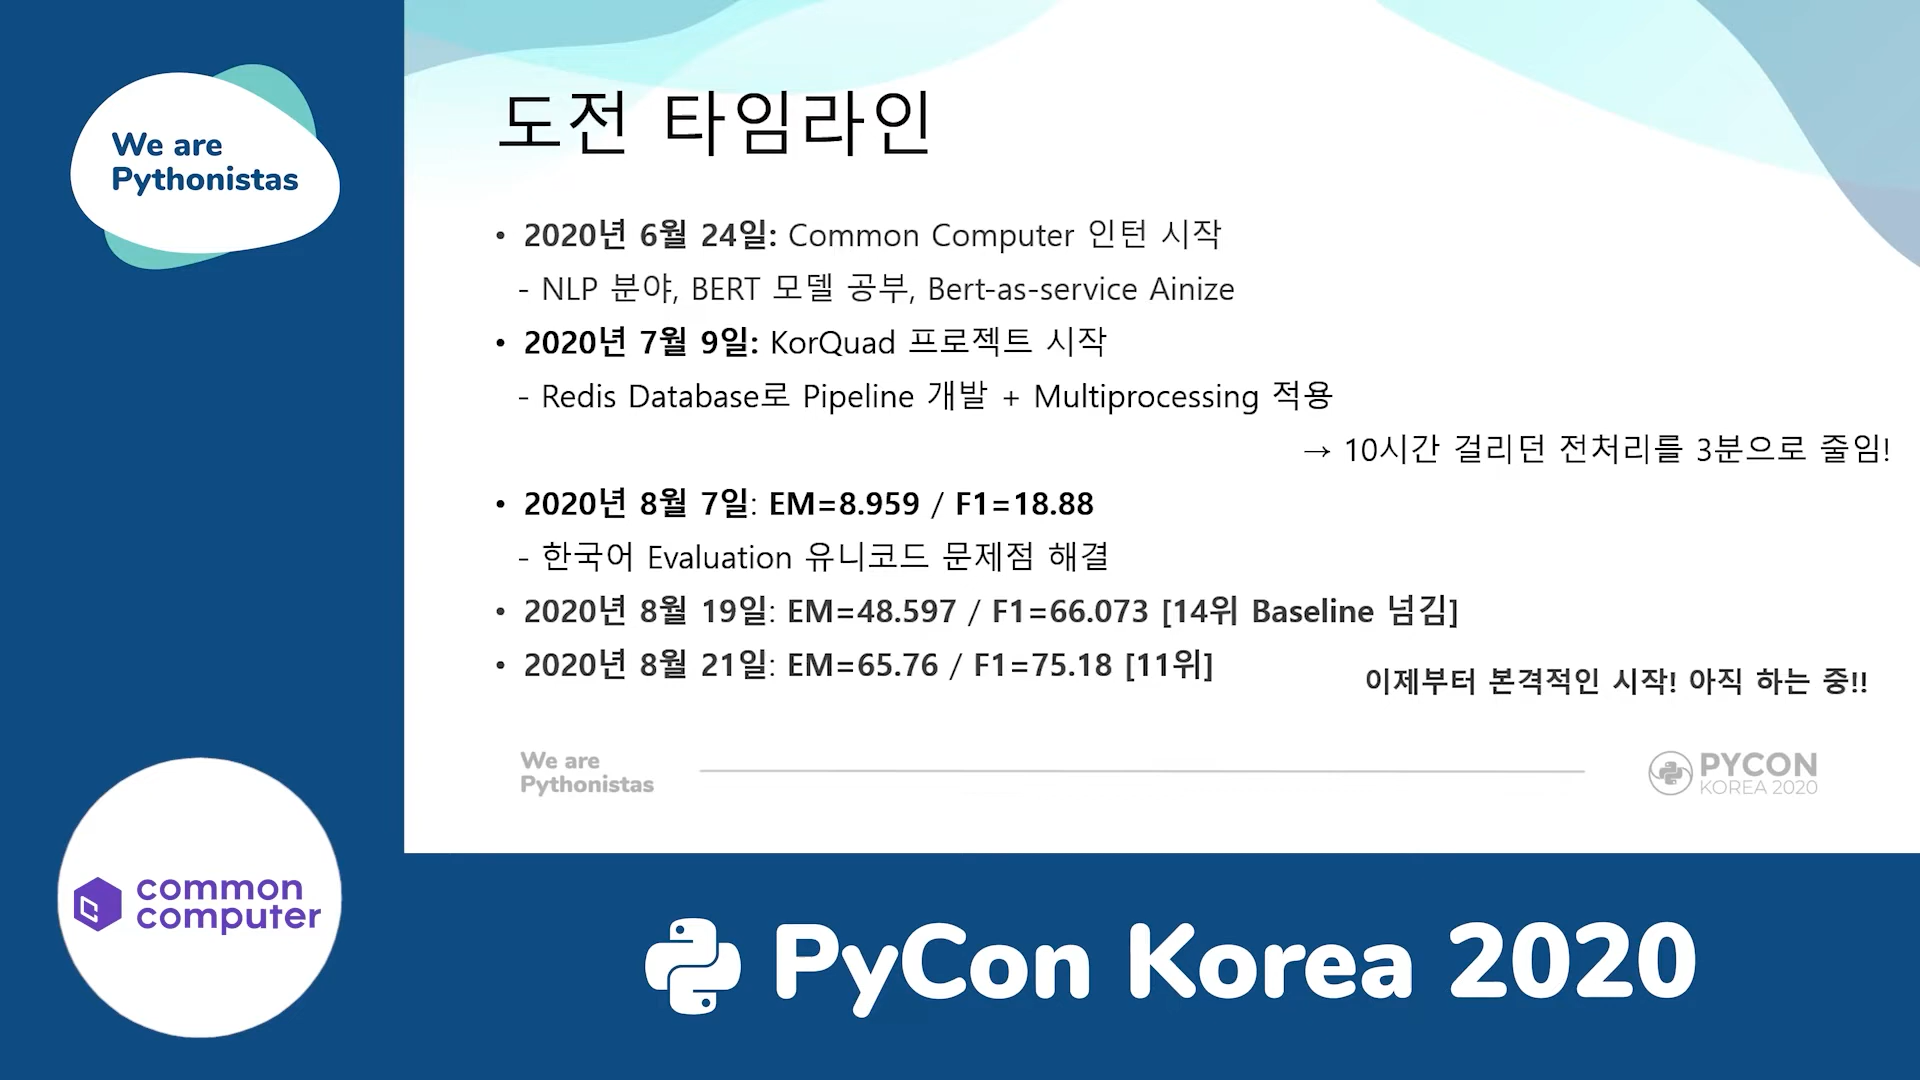 We are
Pythonistas
도전 타임라인
• 2020년 6월 24일: Common Computer 인턴 시작
- NLP 분야, BERT 모델 공부, Bert-as-service Ainize
• 2020년 7월 9일: KorQuad 프로젝트 시작
- Redis Database로 Pipeline 개발 + Multiprocessing 적용
→ 10시간 걸리던 전처리를 3분으로 줄임!
• 2020년 8월 7일: EM=8.959 / F1=18.88
- 한국어 Evaluation 유니코드 문제점 해결
• 2020년 8월 19일: EM=48.597 / F1=66.073 [14위 Baseline 넘김]
• 2020년 8월 21일: EM=65.76 / F1=75.18 [11위]
이제부터 본격적인 시작! 아직 하는 중!!
We are
Pythonistas
PYCON
KOREA 2020
common
computer
PyCon Korea 2020